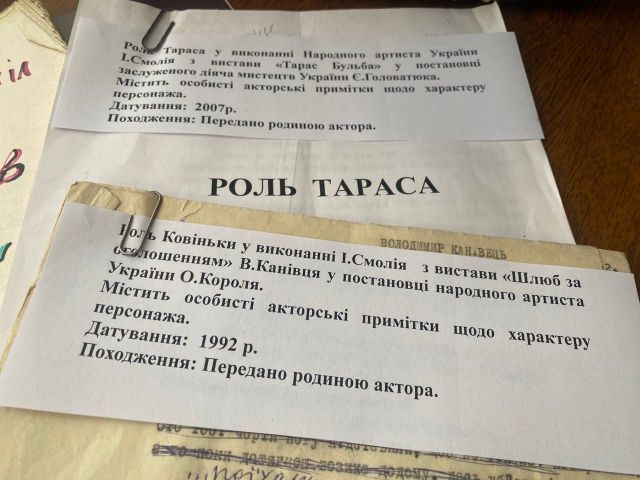 Роль Тараса у виконанні Народного артиста України
І.Смолія з вистави «Тарас Бульба» у постановці
заслуженого діяча мистецтв України Є.Головатюка.
Містить особисті акторські примітки щодо характеру
персонажа.
Датування: 2007р.
Походження: Передано родиною актора.
РОЛЬ ТАРАСА
ВОЛОДИМИР КАНІВЕЦЬ
Роль Ковіньки у виконанні І.Смолія з вистави «Шлюб за
оголошенням» В.Канівця у постановці народного артиста
України О.Короля.
Містить особисті акторські примітки щодо характеру
персонажа.
Датування: 1992 р.
Походження: Передано родиною актора.